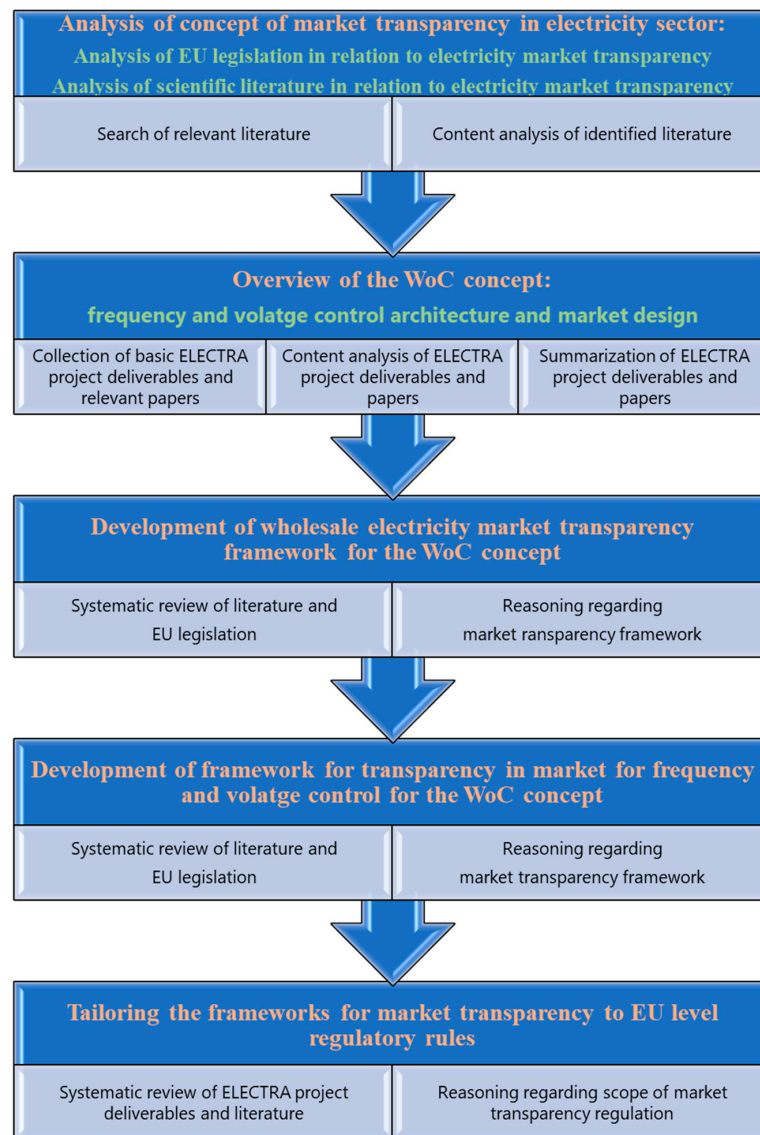 Analysis of concept of market transparency in electricity sector:
Analysis of EU legislation in relation to electricity market transparency
Analysis of scientific literature in relation to electricity market transparency
Search of relevant literature
Content analysis of identified literature
Overview of the WoC concept:
frequency and volatge control architecture and market design
Collection of basic ELECTRA
project deliverables and
relevant papers
Content analysis of ELECTRA
project deliverables and
papers
Summarization of ELECTRA
project deliverables and
papers
Development of wholesale electricity market transparency
framework for the WoC concept
Systematic review of literature and
EU legislation
Reasoning regarding
market ransparency framework
Development of framework for transparency in market for frequency
and volatge control for the WoC concept
Systematic review of literature and
EU legislation
Reasoning regarding
market transparency framework
Tailoring the frameworks for market transparency to EU level
regulatory rules
Systematic review of ELECTRA project
deliverables and literature
Reasoning regarding scope of market
transparency regulation